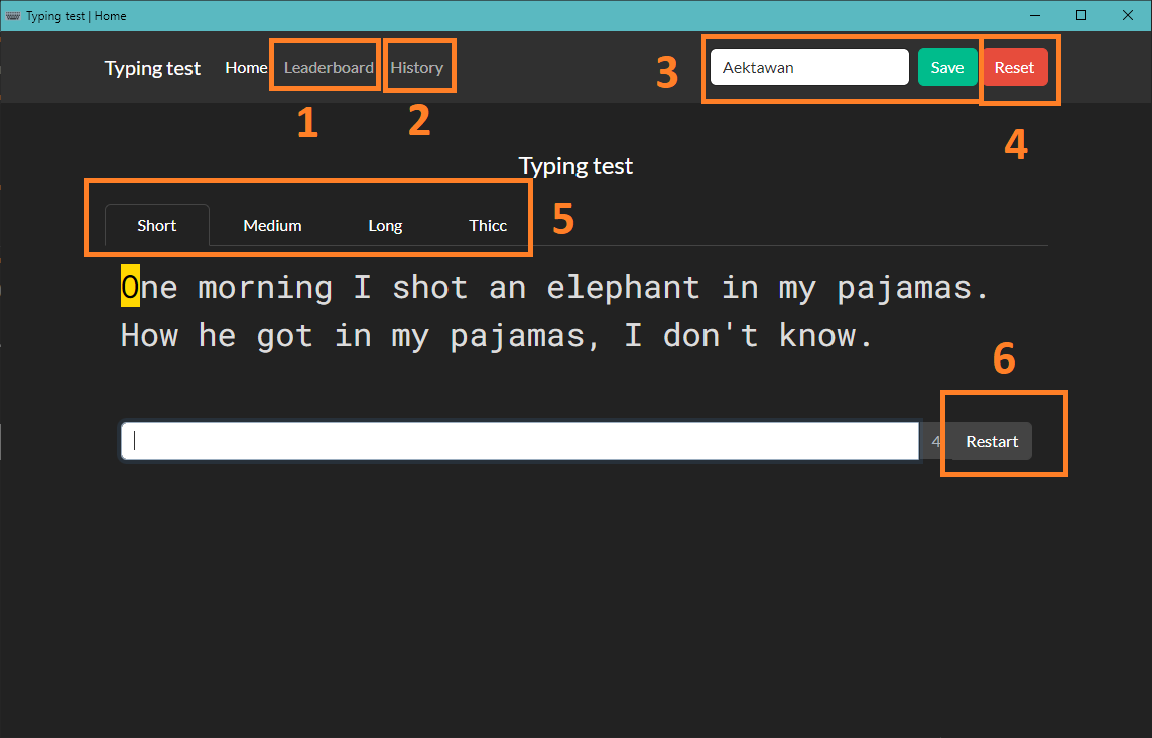 Typing test | Home
Typing test Home Leaderboard History 3 Aektawan Save Reset
1 2 4
Typing test
Short Medium Long Thicc 5
One morning I shot an elephant in my pajamas.
How he got in my pajamas, I don't know.
6
4 Restart